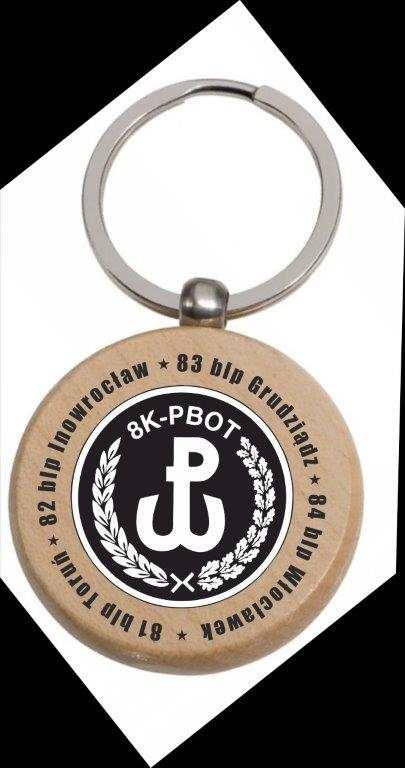 81 blp Toruń ★ 82 blp Inowrocław ★ 83 blp Grudziądz ★ 84 blp Włocławek ★
8K-PBOT